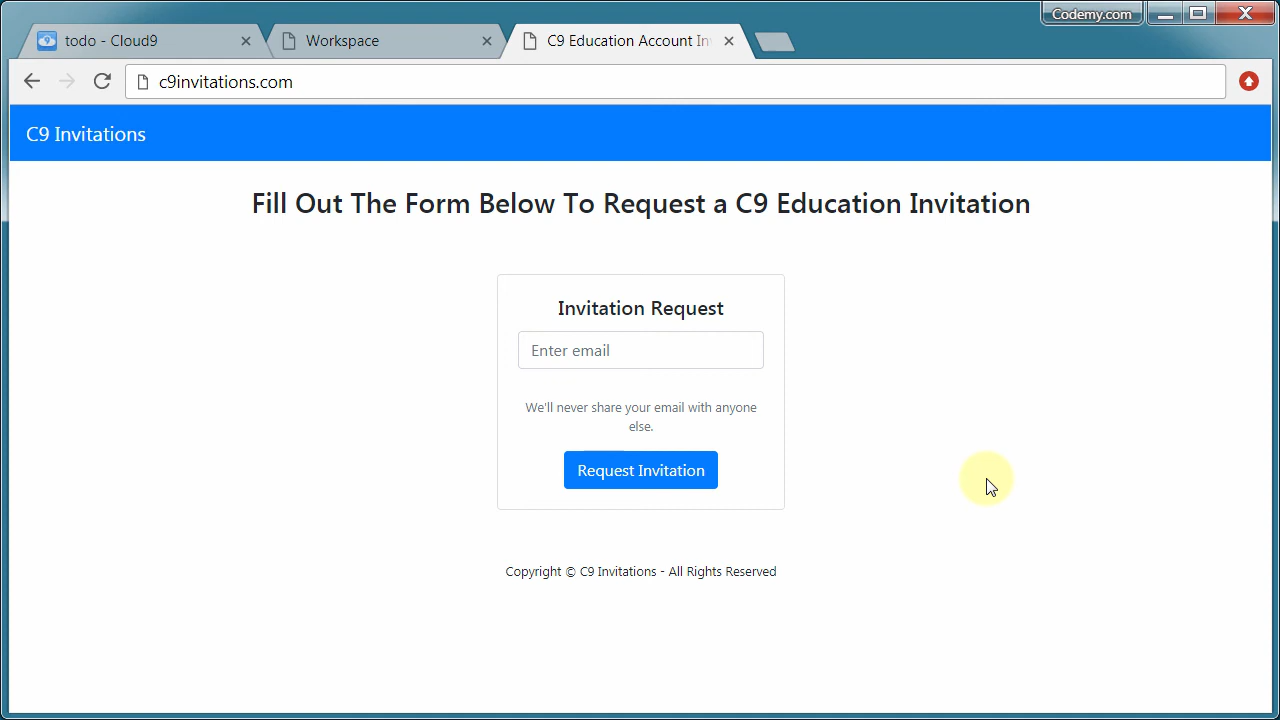 Codemy.com
todo - Cloud9
Workspace
C9 Education Account In
c9invitations.com
C9 Invitations
Fill Out The Form Below To Request a C9 Education Invitation
Invitation Request
Enter email
We'll never share your email with anyone
else.
Request Invitation
Copyright © C9 Invitations - All Rights Reserved